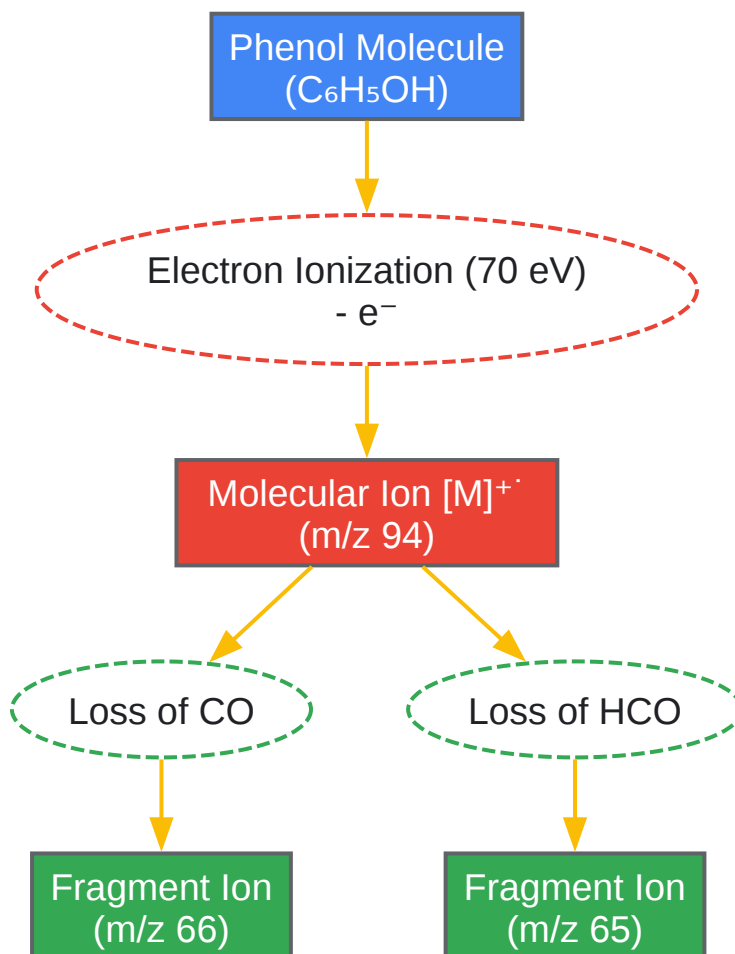 Phenol Molecule
(C₆H₅OH)
Electron Ionization (70 eV)
- e⁻
Molecular Ion [M]⁺˙
(m/z 94)
Loss of CO
Loss of HCO
Fragment Ion
(m/z 66)
Fragment Ion
(m/z 65)